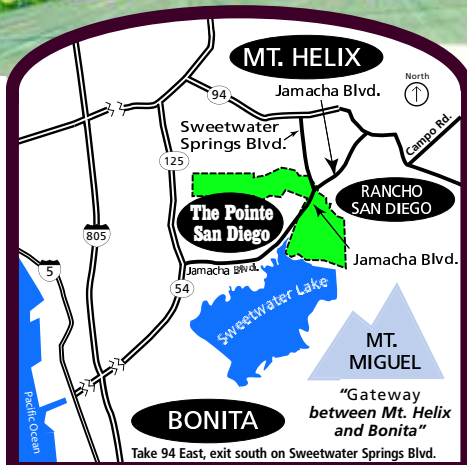 MT. HELIX
North
94
Jamacha Blvd.
Sweetwater
Springs Blvd.
Campo Rd.
125
RANCHO
SAN DIEGO
The Pointe
San Diego
805
5
Jamacha Blvd.
Jamacha Blvd.
54
Sweetwater Lake
MT.
MIGUEL
Pacific Ocean
"Gateway
between Mt. Helix
and Bonita"
BONITA
Take 94 East, exit south on Sweetwater Springs Blvd.